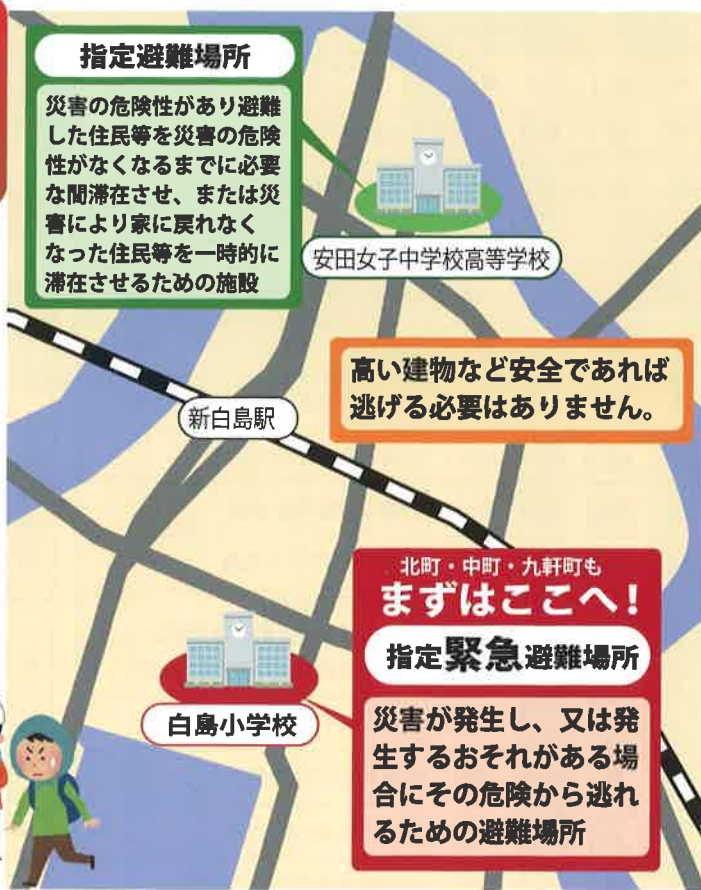 指定避難場所
災害の危険性があり避難
した住民等を災害の危険
性がなくなるまでに必要
な間滞在させ、または災
害により家に戻れなく
なった住民等を一時的に
滞在させるための施設
安田女子中学校高等学校
高い建物など安全であれば
逃げる必要はありません。
新白島駅
北町・中町・九軒町も
まずはここへ！
指定緊急避難場所
白島小学校
災害が発生し、又は発
生するおそれがある場
合にその危険から逃れ
るための避難場所